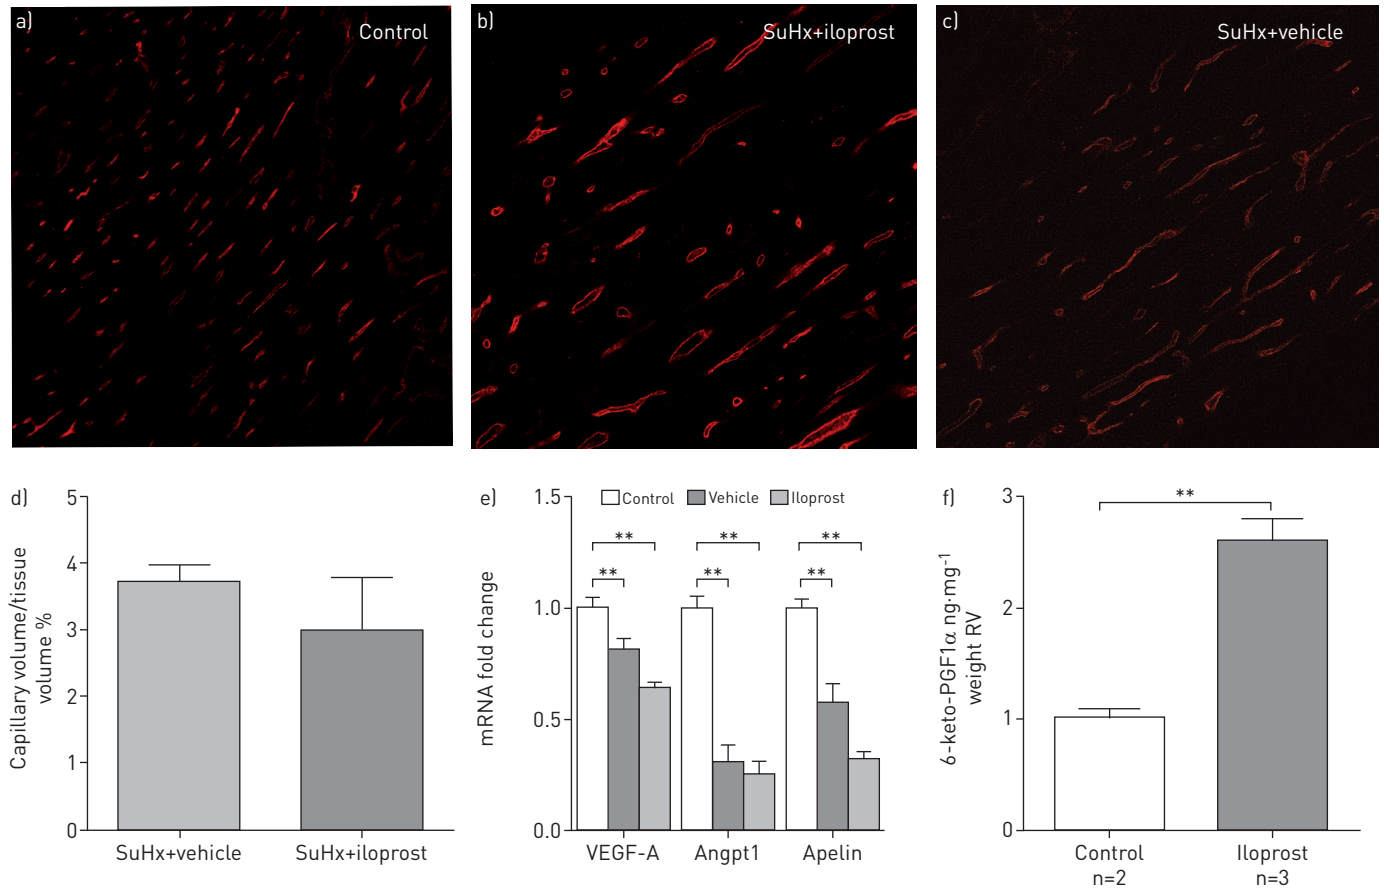 a) Control
b) SuHx+iloprost
c) SuHx+vehicle
d)
Capillary volume/tissue
volume %
5
4
3
2
1
0
SuHx+vehicle SuHx+iloprost
e)
mRNA fold change
1.5
1.0
0.5
0.0
Control Vehicle Iloprost
** ** **
** ** **
VEGF-A Angpt1 Apelin
f)
6-keto-PGF1α ng·mg⁻¹
weight RV
3
2
1
0
**
Control Iloprost
n=2 n=3